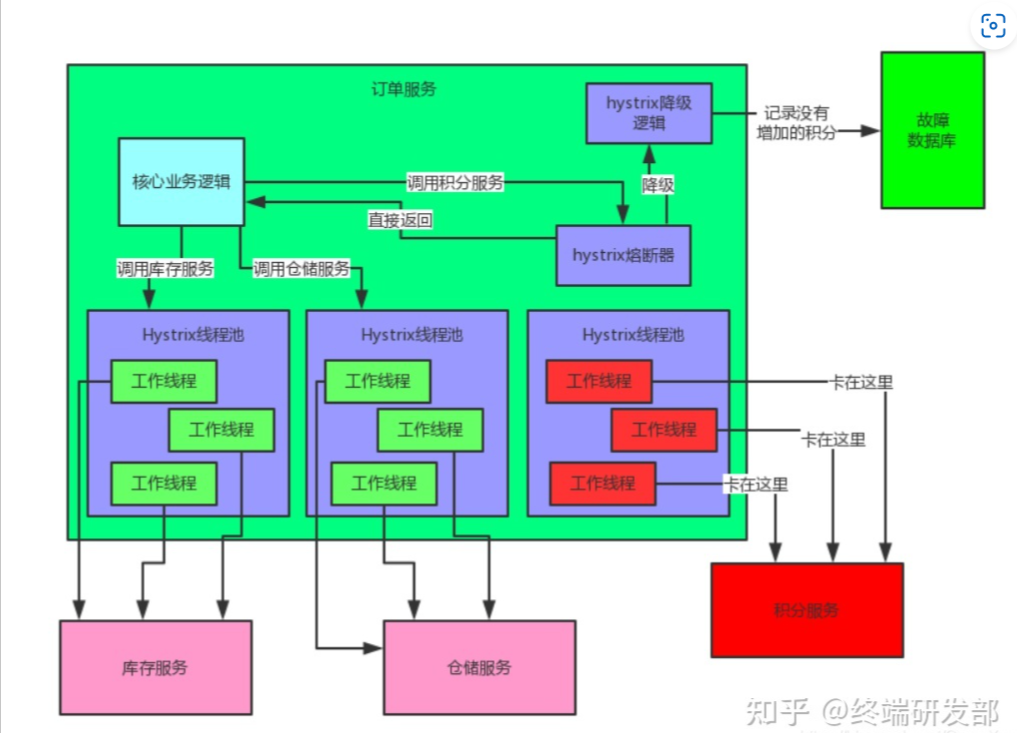 订单服务
hystrix降级
逻辑
记录没有
增加的积分
故障
数据库
核心业务逻辑
调用积分服务
降级
直接返回
hystrix熔断器
调用库存服务
调用仓储服务
Hystrix线程池
Hystrix线程池
Hystrix线程池
工作线程
工作线程
工作线程
卡在这里
工作线程
工作线程
工作线程
卡在这里
工作线程
工作线程
工作线程
卡在这里
积分服务
库存服务
仓储服务
知乎 @终端研发部